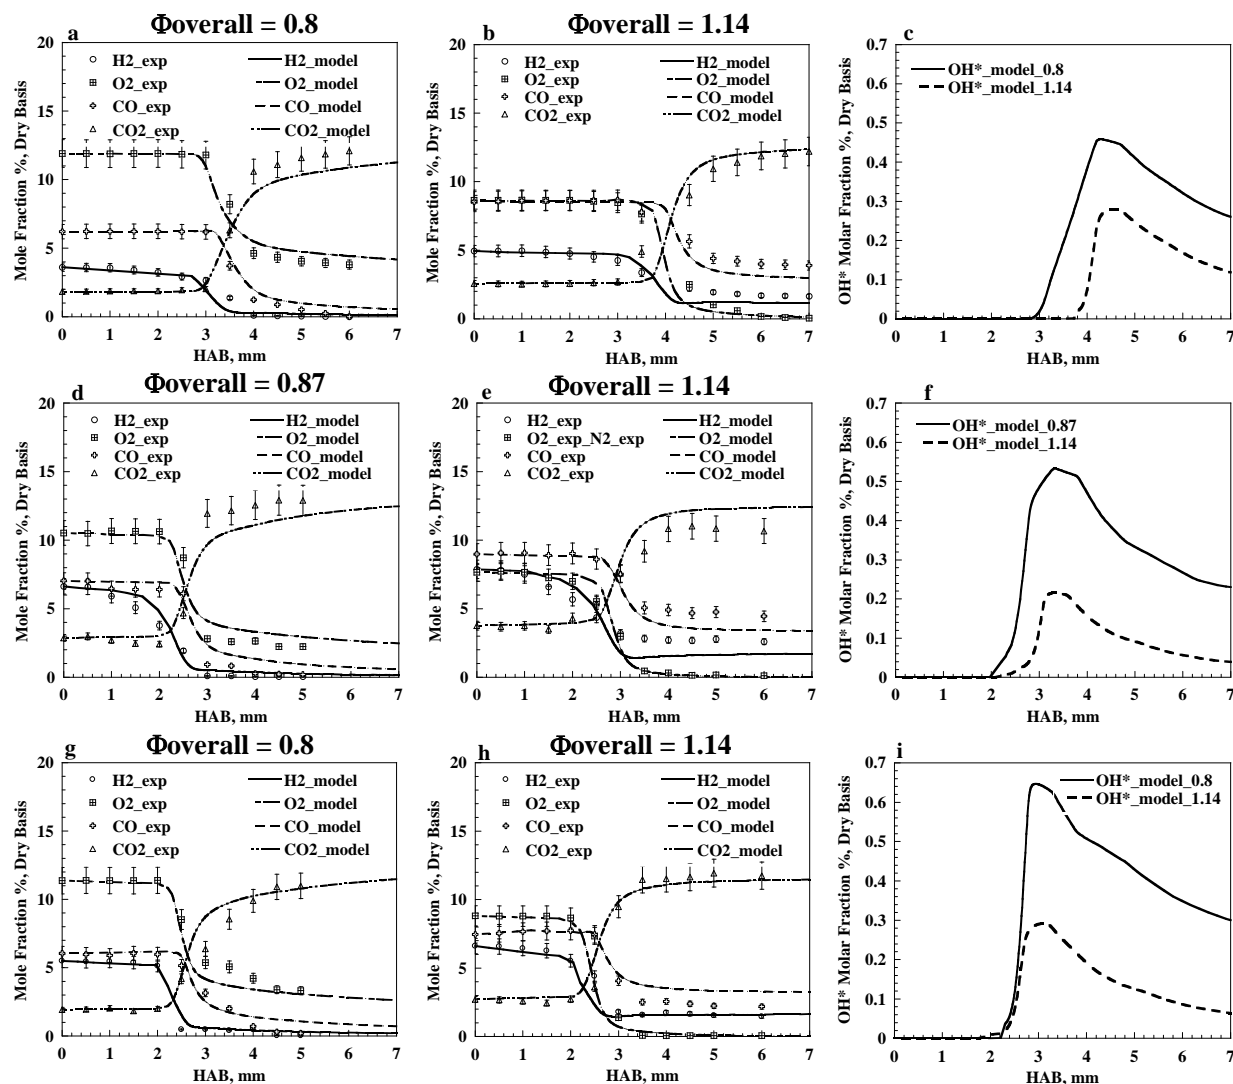 Φoverall = 0.8
a
Mole Fraction %, Dry Basis
20
15
10
5
0
H2_exp
O2_exp
CO_exp
CO2_exp
H2_model
O2_model
CO_model
CO2_model
0 1 2 3 4 5 6 7
HAB, mm
Φoverall = 1.14
b
Mole Fraction %, Dry Basis
20
15
10
5
0
H2_exp
O2_exp
CO_exp
CO2_exp
H2_model
O2_model
CO_model
CO2_model
0 1 2 3 4 5 6 7
HAB, mm
c
OH* Molar Fraction %, Dry Basis
0.7
0.6
0.5
0.4
0.3
0.2
0.1
0
OH*_model_0.8
OH*_model_1.14
0 1 2 3 4 5 6 7
HAB, mm
Φoverall = 0.87
d
Mole Fraction %, Dry Basis
20
15
10
5
0
H2_exp
O2_exp
CO_exp
CO2_exp
H2_model
O2_model
CO_model
CO2_model
0 1 2 3 4 5 6 7
HAB, mm
Φoverall = 1.14
e
Mole Fraction %, Dry Basis
20
15
10
5
0
H2_exp
O2_exp_N2_exp
CO_exp
CO2_exp
H2_model
O2_model
CO_model
CO2_model
0 1 2 3 4 5 6 7
HAB, mm
f
OH* Molar Fraction %, Dry Basis
0.6
0.5
0.4
0.3
0.2
0.1
0
OH*_model_0.87
OH*_model_1.14
0 1 2 3 4 5 6 7
HAB, mm
Φoverall = 0.8
g
Mole Fraction %, Dry Basis
20
15
10
5
0
H2_exp
O2_exp
CO_exp
CO2_exp
H2_model
O2_model
CO_model
CO2_model
0 1 2 3 4 5 6 7
HAB, mm
Φoverall = 1.14
h
Mole Fraction %, Dry Basis
20
15
10
5
0
H2_exp
O2_exp
CO_exp
CO2_exp
H2_model
O2_model
CO_model
CO2_model
0 1 2 3 4 5 6 7
HAB, mm
i
OH* Molar Fraction %, Dry Basis
0.7
0.6
0.5
0.4
0.3
0.2
0.1
0
OH*_model_0.8
OH*_model_1.14
0 1 2 3 4 5 6 7
HAB, mm